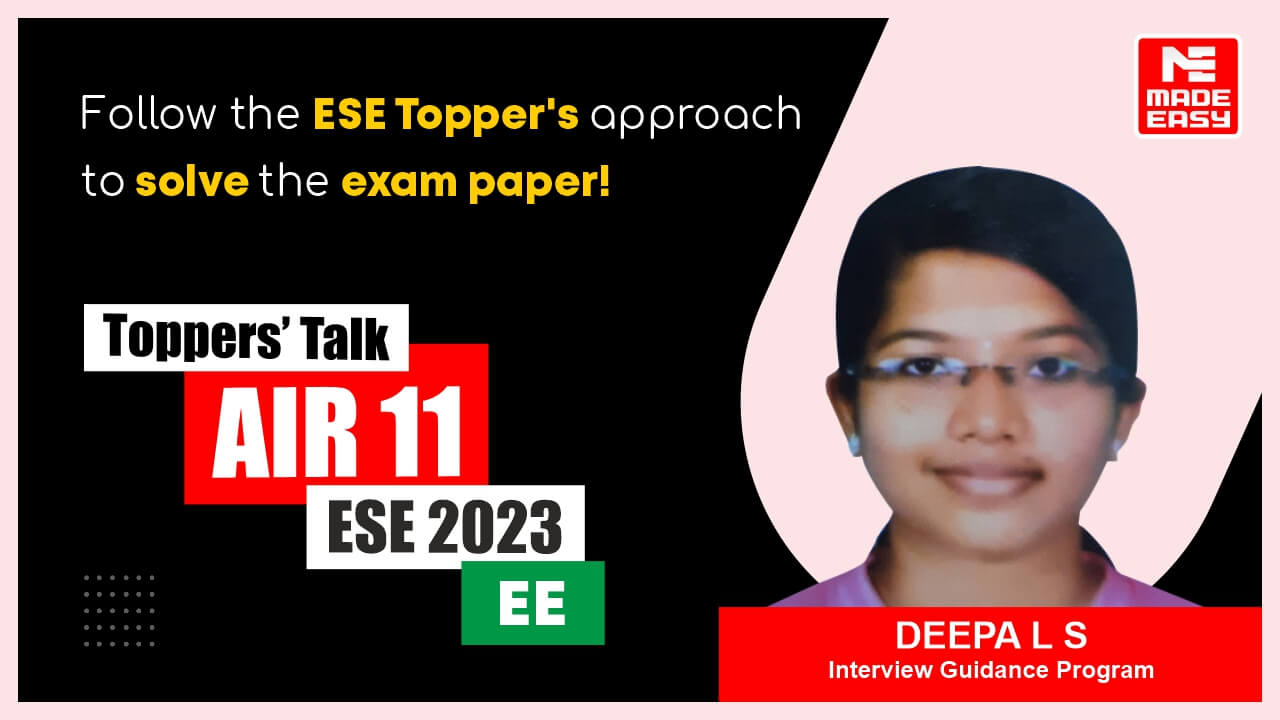 Follow the ESE Topper's approach
to solve the exam paper!
ME
MADE
EASY
Toppers’ Talk
AIR 11
ESE 2023
EE
DEEPA L S
Interview Guidance Program